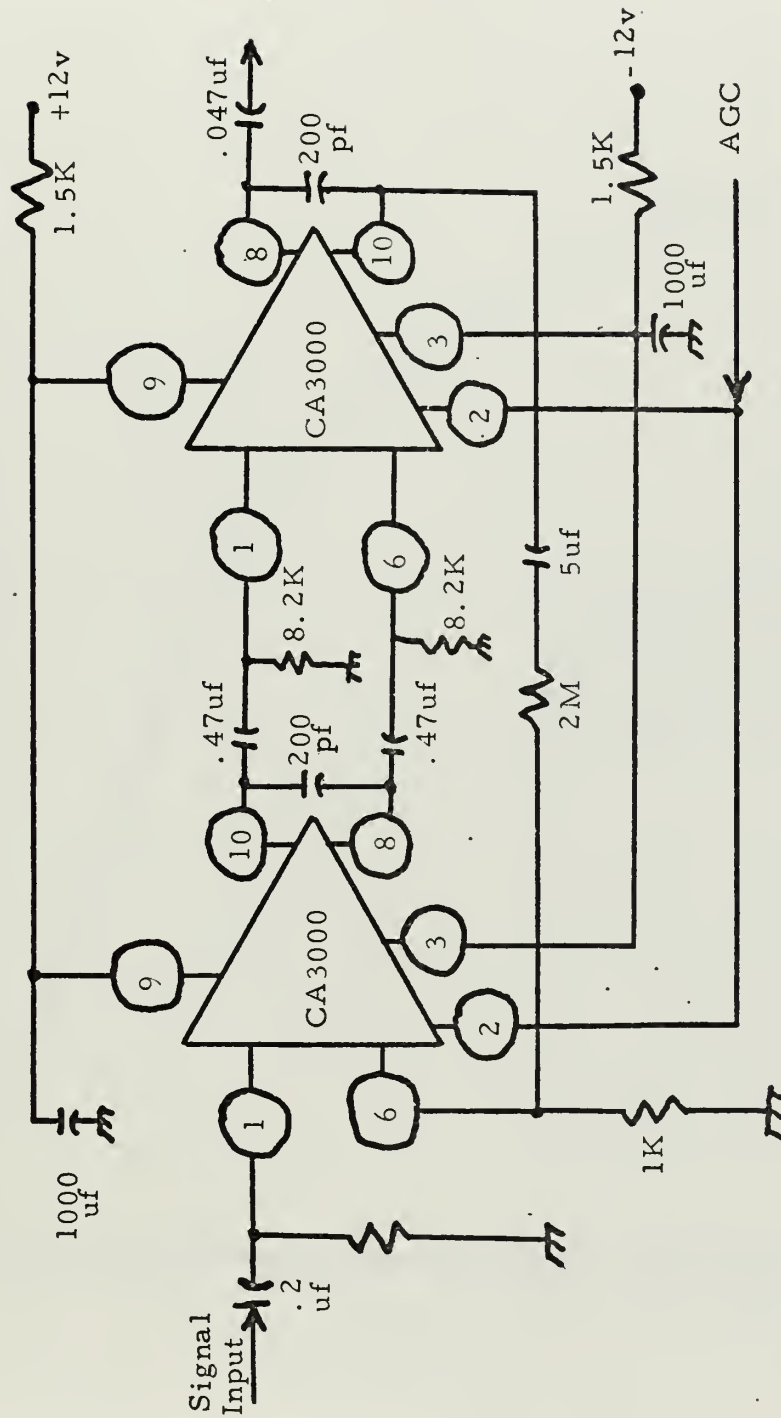 +12v
1.5K
1000
uf
9
9
.047uf
8
200
pf
10
CA3000
1
8.2K
.47uf
10
200
pf
8
.47uf
CA3000
1
.2
uf
Signal
Input
6
8.2K
6
3
2
3
.2
1000
uf
1.5K
-12v
5uf
2M
1K
AGC